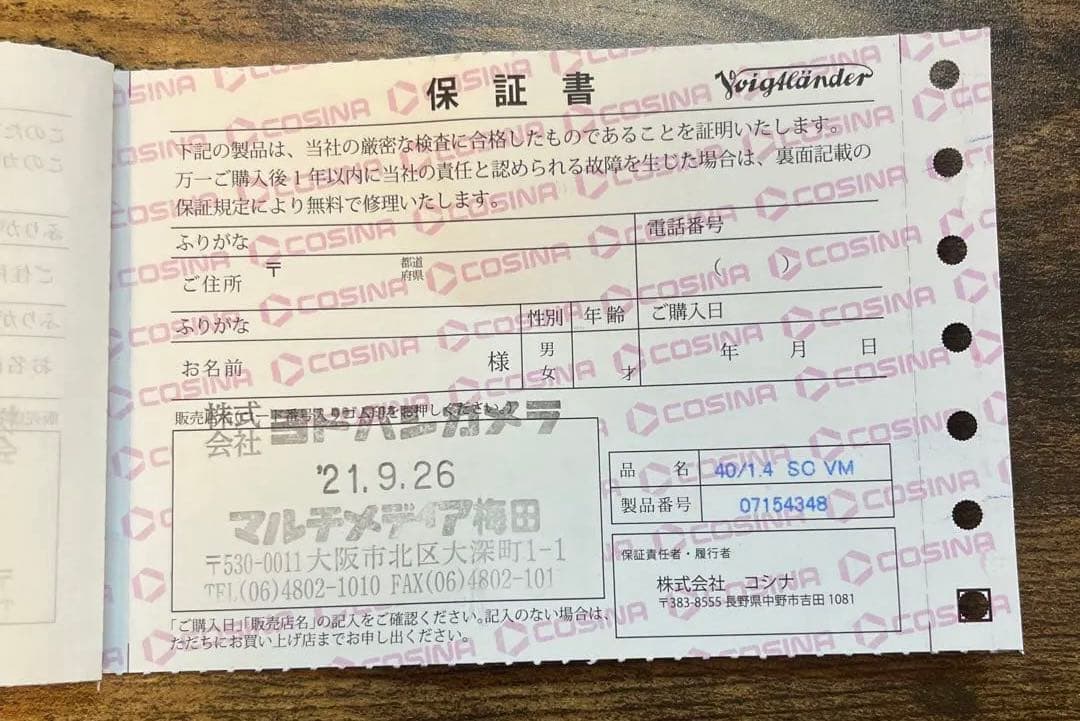 保証書
Voigtländer
下記の製品は、当社の厳密な検査に合格したものであることを証明いたします。
万一ご購入後1年以内に当社の責任と認められる故障を生じた場合は、裏面記載の
保証規定により無料で修理いたします。
ふりがな
電話番号
ご住所 〒 都道府県
( )
ふりがな 性別 年齢 ご購入日
お名前 様 男 女 才 年 月 日
販売店
株式会社 ヨドバシカメラ
'21.9.26
マルチメディア梅田
〒530-0011 大阪市北区大深町1-1
TEL(06)4802-1010 FAX(06)4802-101
品名 40/1.4 SC VM
製品番号 07154348
保証責任者・履行者
株式会社 コシナ
〒383-8555 長野県中野市吉田 1081
「ご購入日」「販売店名」の記入をご確認ください。記入のない場合は、
ただちにお買い上げ店までお申し出ください。
COSINA